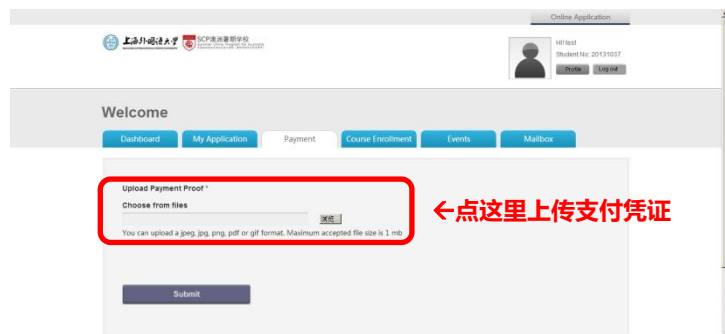 Online Application
上海外国语大学 SCP澳洲暑期学校
Hi! test
Student No: 20131037
Profile Log out
Welcome
Dashboard My Application Payment Course Enrollment Events Mailbox
Upload Payment Proof *
Choose from files
浏览...
You can upload a jpeg, jpg, png, pdf or gif format. Maximum accepted file size is 1 mb
←点这里上传支付凭证
Submit